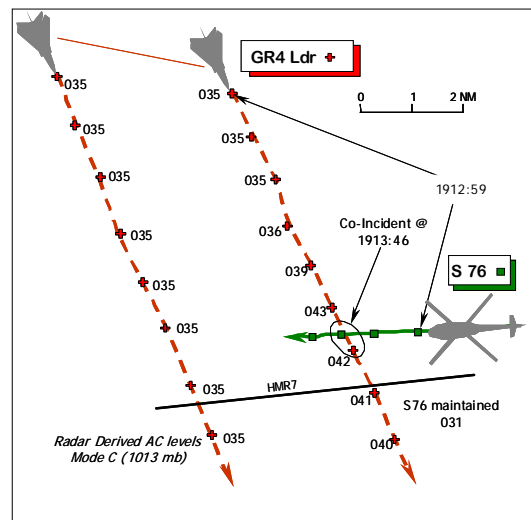 GR4 Ldr
0 1 2 NM
035
035
035
035
035
035
035
035
035
035
035
036
039
043
042
041
040
1912:59
Co-Incident @
1913:46
S 76
HMR7
S76 maintained
031
Radar Derived AC levels
Mode C (1013 mb)